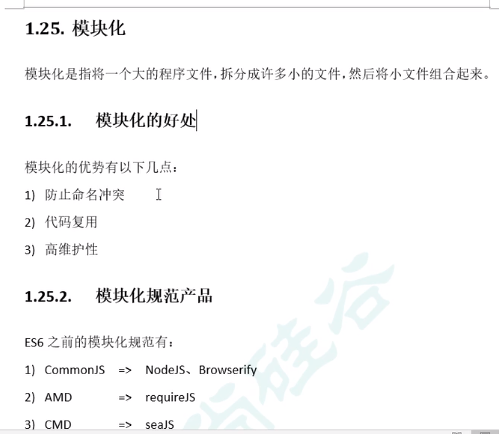 1.25. 模块化
模块化是指将一个大的程序文件,拆分成许多小的文件,然后将小文件组合起来。
1.25.1. 模块化的好处
模块化的优势有以下几点:
1) 防止命名冲突
2) 代码复用
3) 高维护性
1.25.2. 模块化规范产品
ES6 之前的模块化规范有:
1) CommonJS => NodeJS、Browserify
2) AMD => requireJS
3) CMD => seaJS
尚硅谷